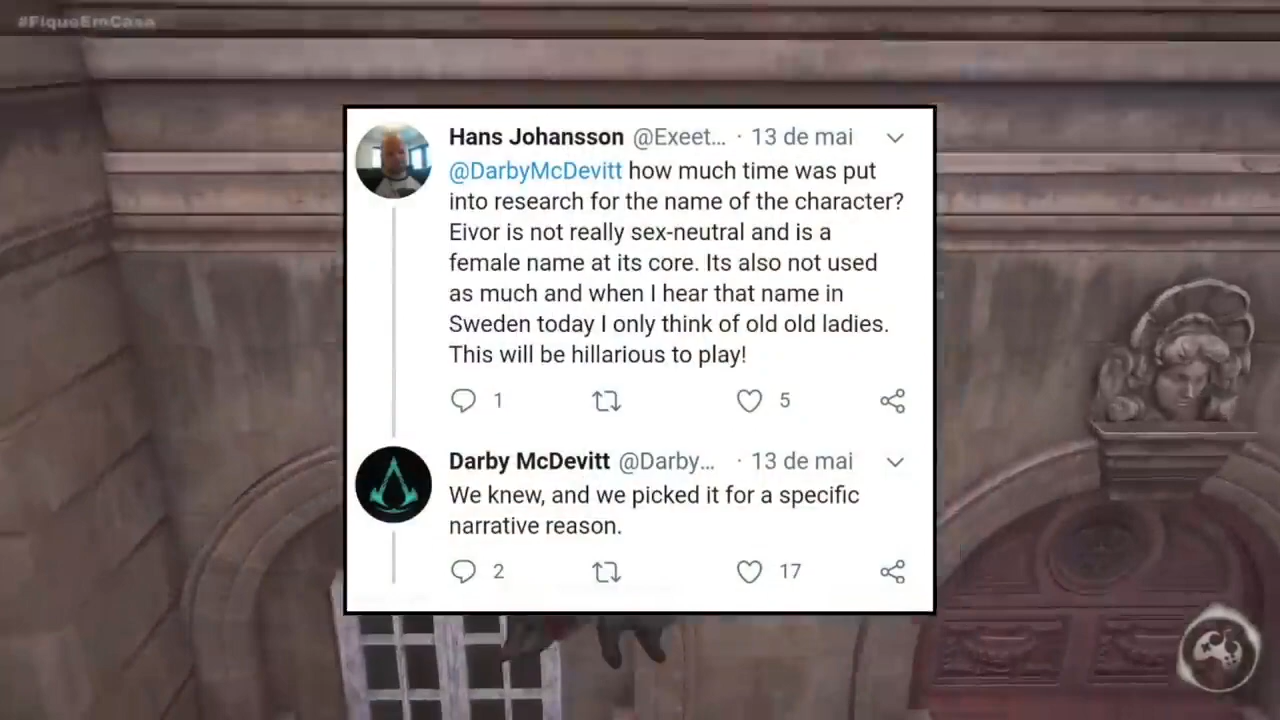 #FiqueEmCasa
Hans Johansson @Exeet... · 13 de mai
@DarbyMcDevitt how much time was put
into research for the name of the character?
Eivor is not really sex-neutral and is a
female name at its core. Its also not used
as much and when I hear that name in
Sweden today I only think of old old ladies.
This will be hillarious to play!
1 5
Darby McDevitt @Darby... · 13 de mai
We knew, and we picked it for a specific
narrative reason.
2 17